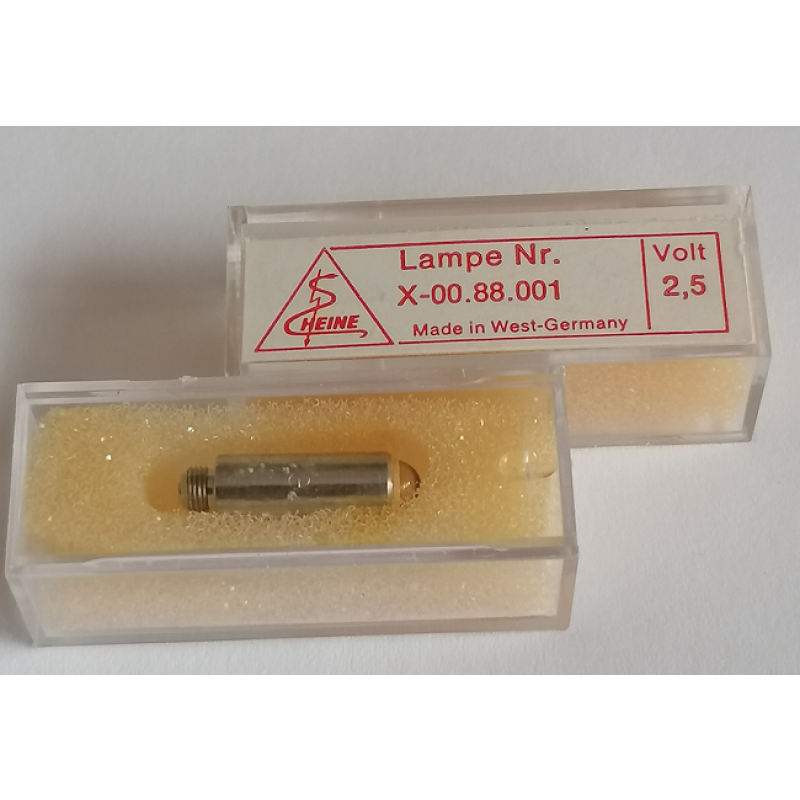 HEINE
Lampe Nr.
X-00.88.001
Made in West-Germany
Volt
2,5